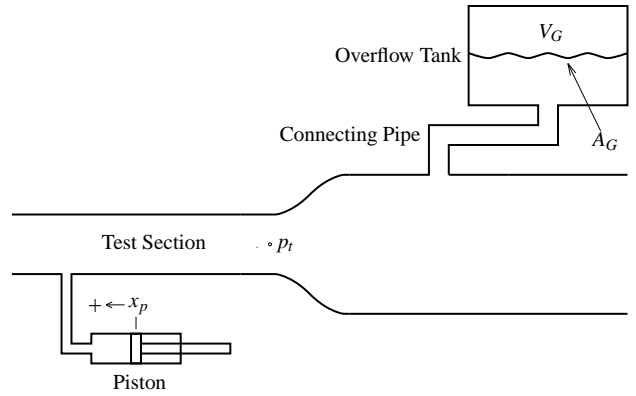 V_G
Overflow Tank
Connecting Pipe
A_G
Test Section
p_t
+ ← x_p
Piston